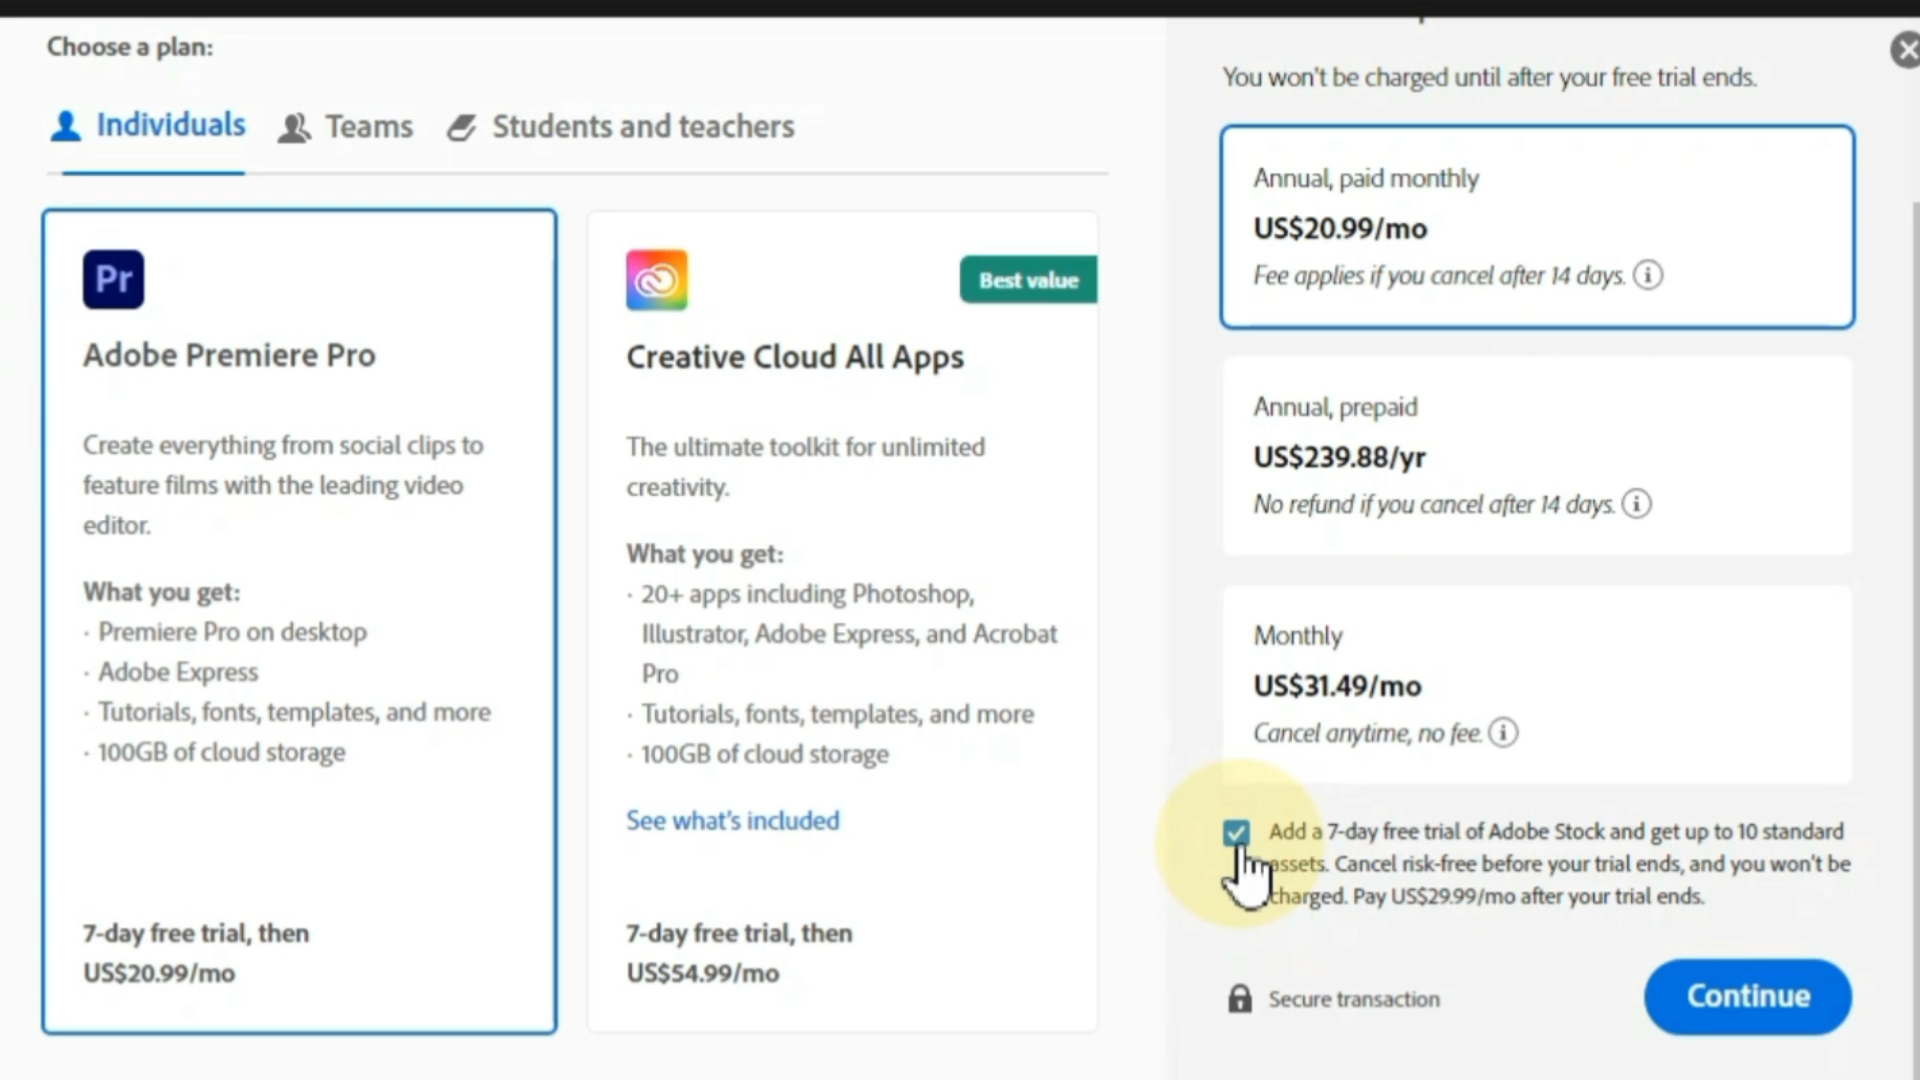 Choose a plan:
Individuals
Teams
Students and teachers
Pr
Adobe Premiere Pro
Create everything from social clips to
feature films with the leading video
editor.
What you get:
· Premiere Pro on desktop
· Adobe Express
· Tutorials, fonts, templates, and more
· 100GB of cloud storage
7-day free trial, then
US$20.99/mo
Best value
Creative Cloud All Apps
The ultimate toolkit for unlimited
creativity.
What you get:
· 20+ apps including Photoshop,
Illustrator, Adobe Express, and Acrobat
Pro
· Tutorials, fonts, templates, and more
· 100GB of cloud storage
See what's included
7-day free trial, then
US$54.99/mo
You won't be charged until after your free trial ends.
Annual, paid monthly
US$20.99/mo
Fee applies if you cancel after 14 days.
Annual, prepaid
US$239.88/yr
No refund if you cancel after 14 days.
Monthly
US$31.49/mo
Cancel anytime, no fee.
Add a 7-day free trial of Adobe Stock and get up to 10 standard
assets. Cancel risk-free before your trial ends, and you won't be
charged. Pay US$29.99/mo after your trial ends.
Secure transaction
Continue